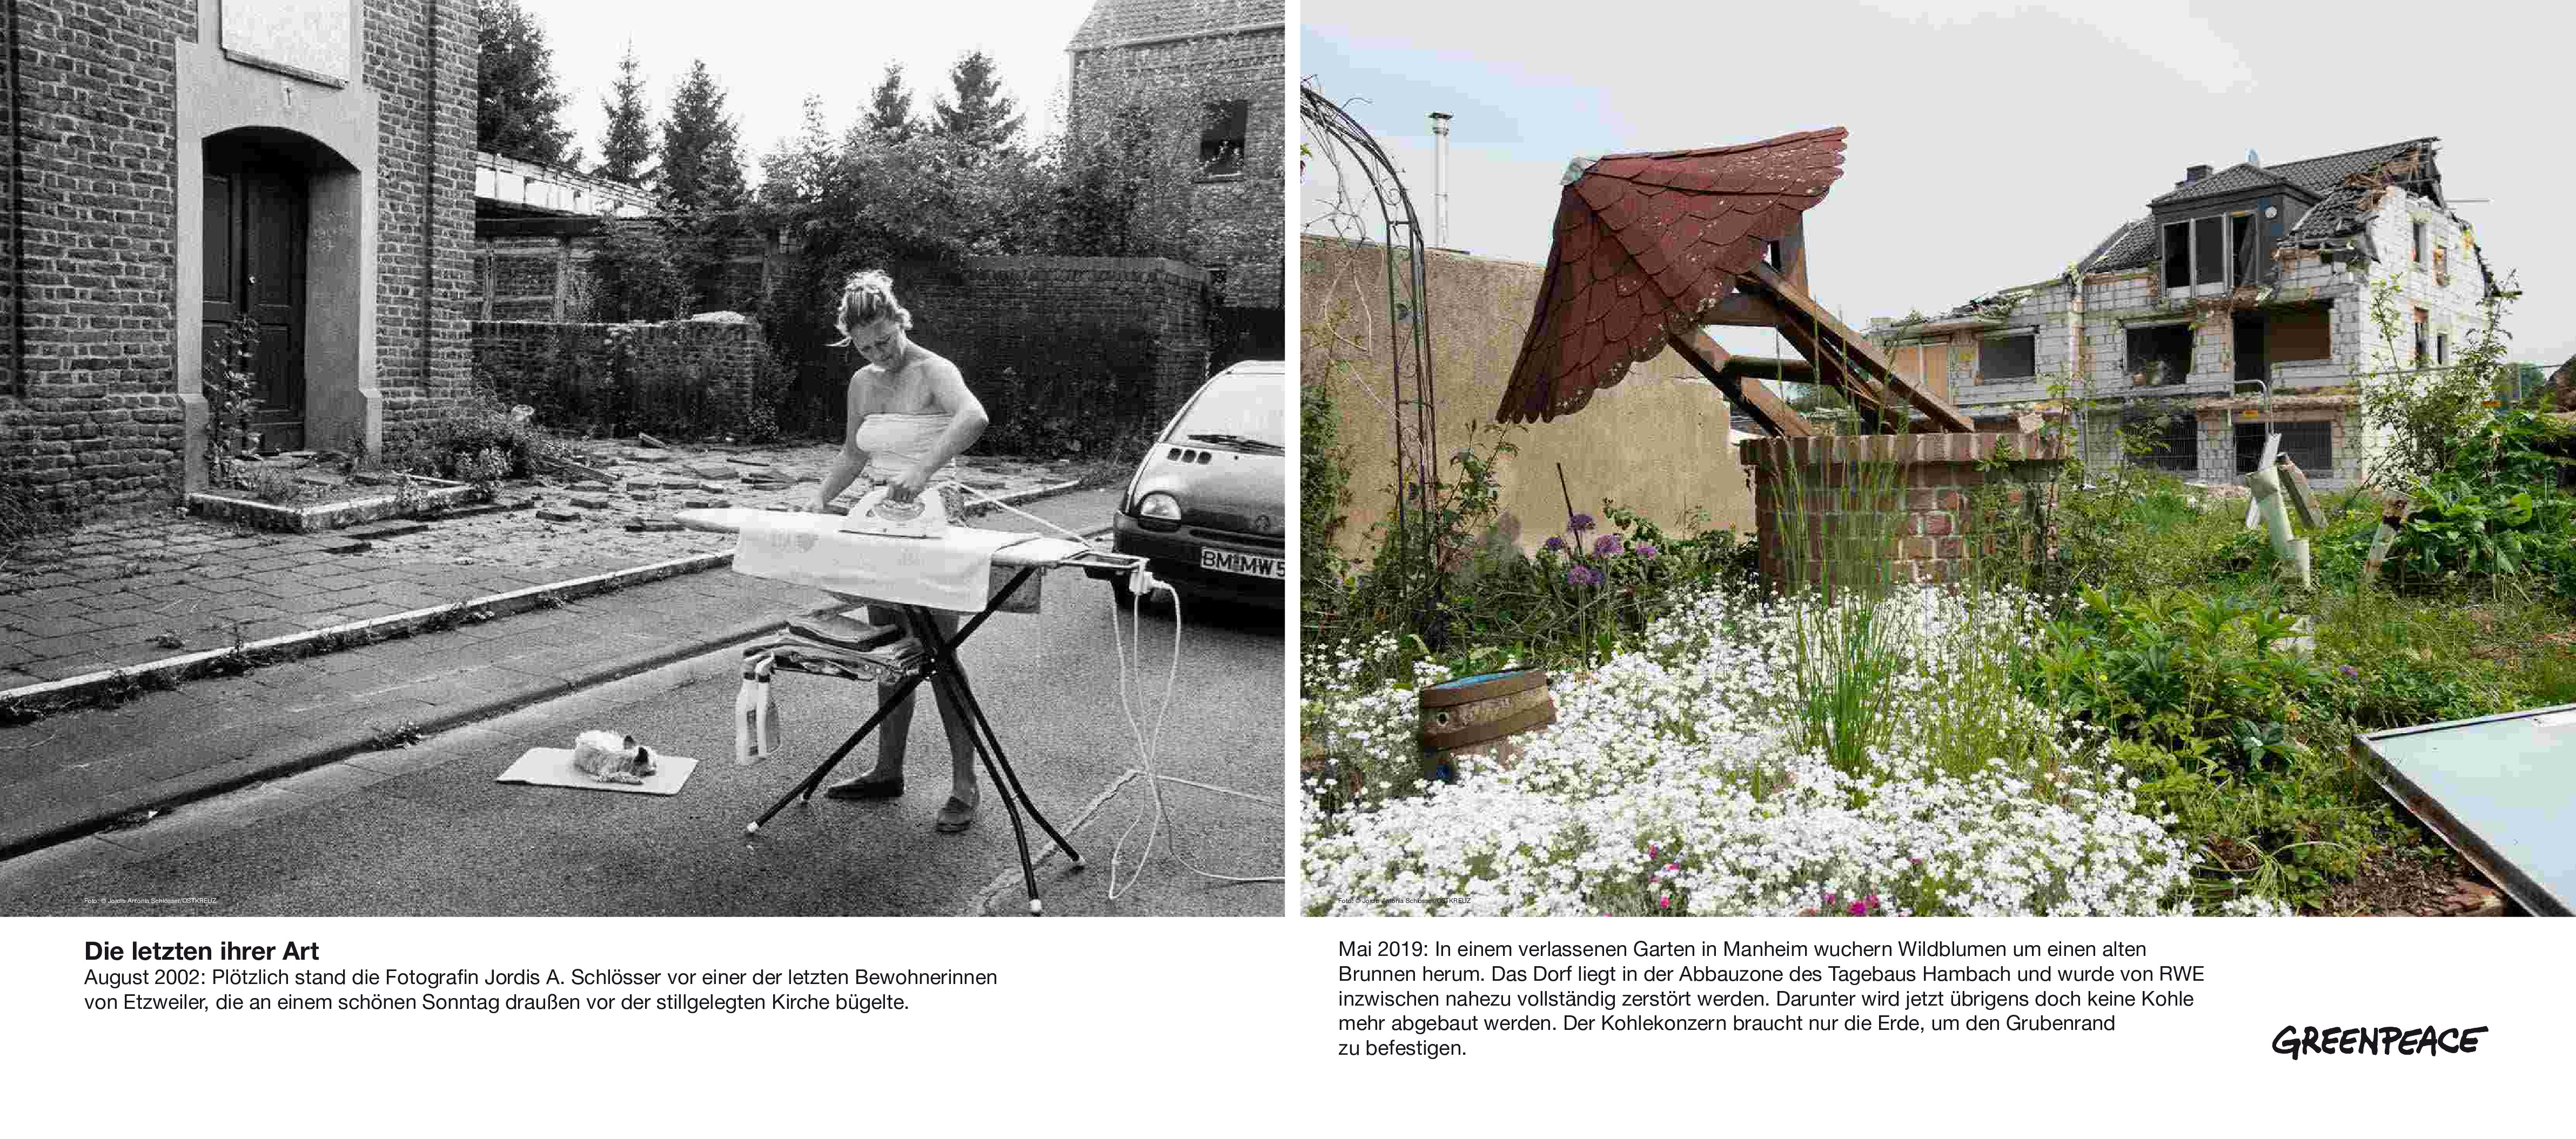 BM-MW 5
Foto: © Jordis Antonia Schlösser/OSTKREUZ
Foto: © Jordis Antonia Schlösser/OSTKREUZ
Die letzten ihrer Art
August 2002: Plötzlich stand die Fotografin Jordis A. Schlösser vor einer der letzten Bewohnerinnen
von Etzweiler, die an einem schönen Sonntag draußen vor der stillgelegten Kirche bügelte.
Mai 2019: In einem verlassenen Garten in Manheim wuchern Wildblumen um einen alten
Brunnen herum. Das Dorf liegt in der Abbauzone des Tagebaus Hambach und wurde von RWE
inzwischen nahezu vollständig zerstört werden. Darunter wird jetzt übrigens doch keine Kohle
mehr abgebaut werden. Der Kohlekonzern braucht nur die Erde, um den Grubenrand
zu befestigen.
GREENPEACE